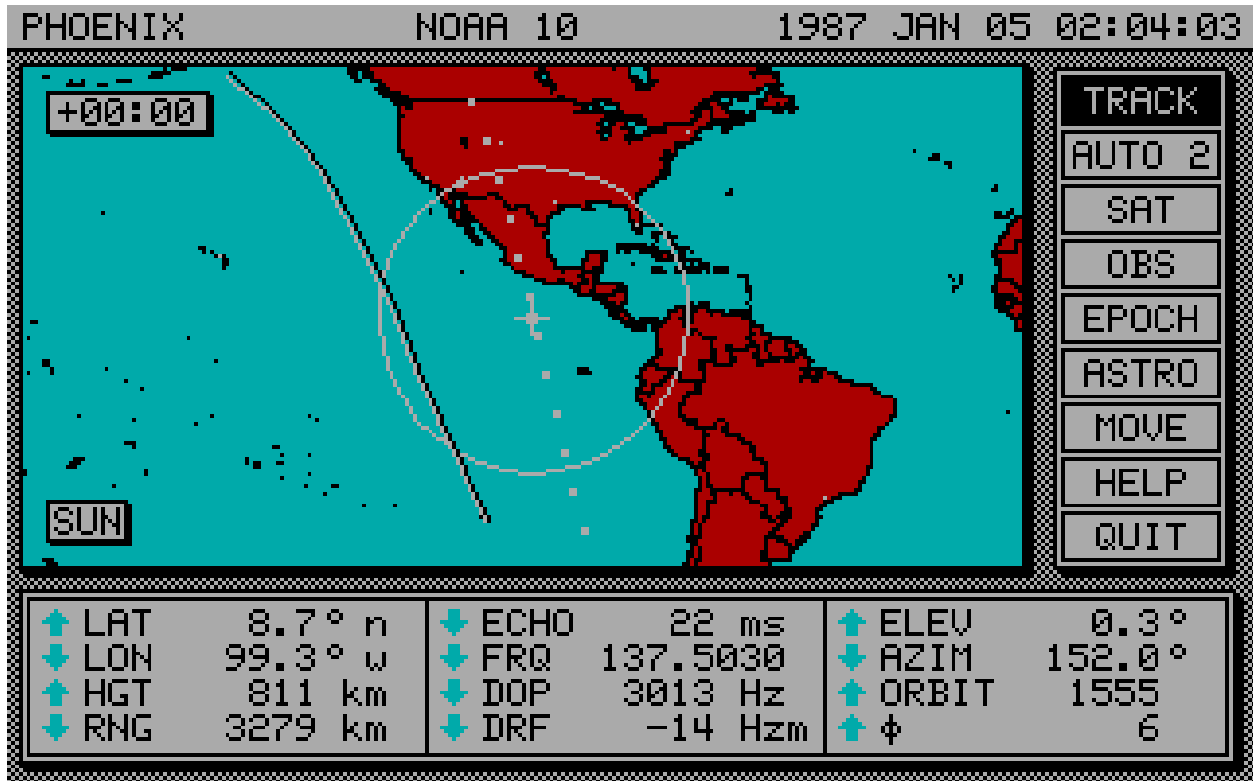 PHOENIX NOAA 10 1987 JAN 05 02:04:03
+00:00
SUN
TRACK
AUTO 2
SAT
OBS
EPOCH
ASTRO
MOVE
HELP
QUIT
LAT 8.7° n
LON 99.3° w
HGT 811 km
RNG 3279 km
ECHO 22 ms
FRQ 137.5030
DOP 3013 Hz
DRF -14 Hzm
ELEV 0.3°
AZIM 152.0°
ORBIT 1555
ϕ 6